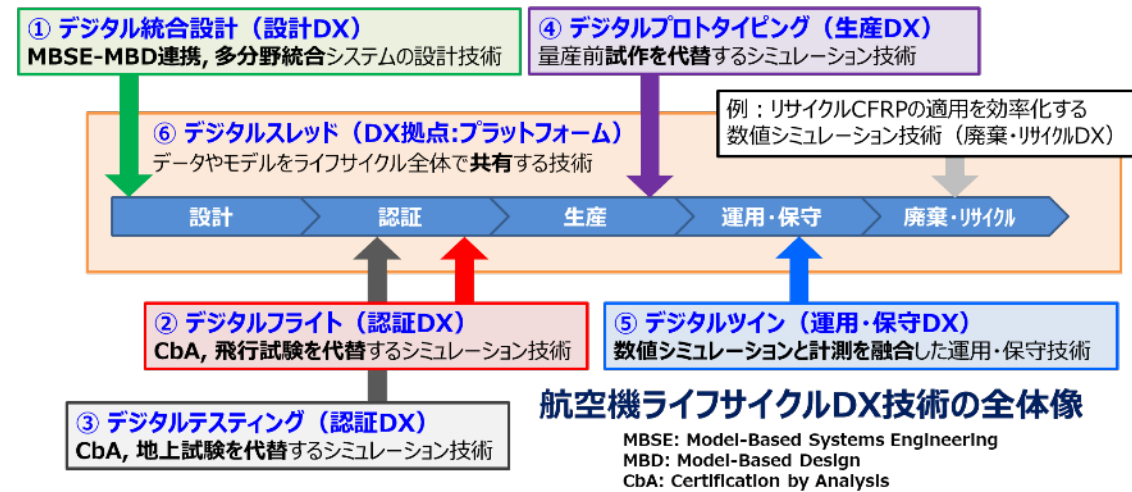 ① デジタル統合設計（設計DX）
MBSE-MBD連携, 多分野統合システムの設計技術
④ デジタルプロトタイピング（生産DX）
量産前試作を代替するシミュレーション技術
例：リサイクルCFRPの適用を効率化する
数値シミュレーション技術（廃棄・リサイクルDX）
⑥ デジタルスレッド（DX拠点:プラットフォーム）
データやモデルをライフサイクル全体で共有する技術
設計 認証 生産 運用・保守 廃棄・リサイクル
② デジタルフライト（認証DX）
CbA, 飛行試験を代替するシミュレーション技術
⑤ デジタルツイン（運用・保守DX）
数値シミュレーションと計測を融合した運用・保守技術
③ デジタルテスティング（認証DX）
CbA, 地上試験を代替するシミュレーション技術
航空機ライフサイクルDX技術の全体像
MBSE: Model-Based Systems Engineering
MBD: Model-Based Design
CbA: Certification by Analysis